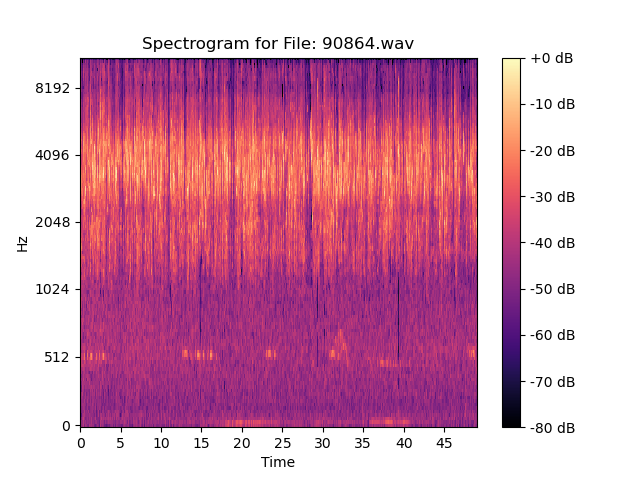 Spectrogram for File: 90864.wav
+0 dB
8192
-10 dB
4096
-20 dB
-30 dB
2048
Hz
-40 dB
1024
-50 dB
-60 dB
512
-70 dB
0
-80 dB
0 5 10 15 20 25 30 35 40 45
Time